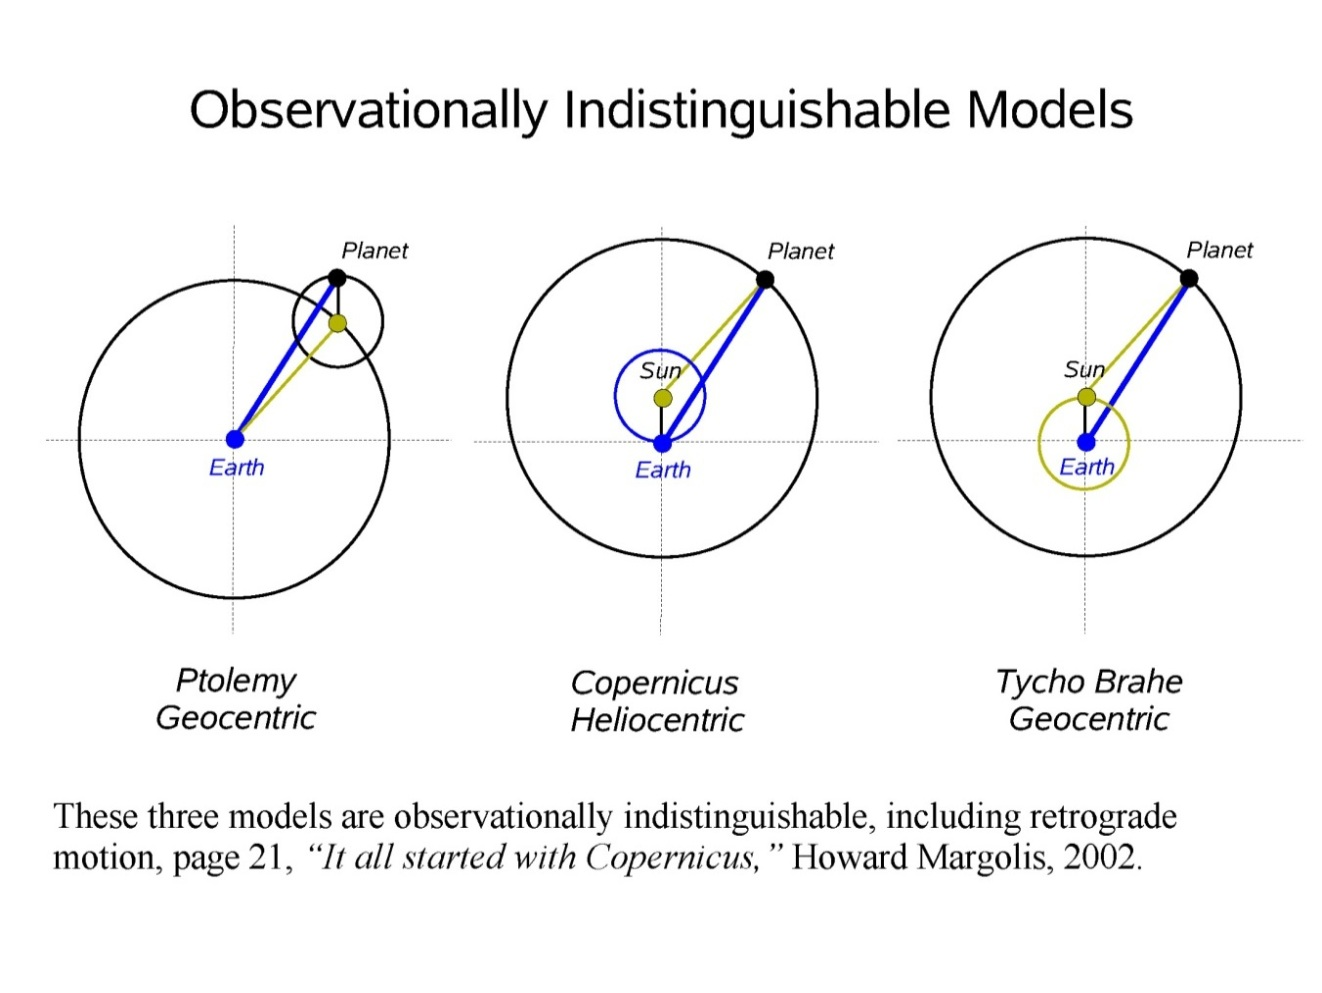 Observationally Indistinguishable Models
Planet
Earth
Ptolemy
Geocentric
Planet
Sun
Earth
Copernicus
Heliocentric
Planet
Sun
Earth
Tycho Brahe
Geocentric
These three models are observationally indistinguishable, including retrograde
motion, page 21, “It all started with Copernicus, ” Howard Margolis, 2002.